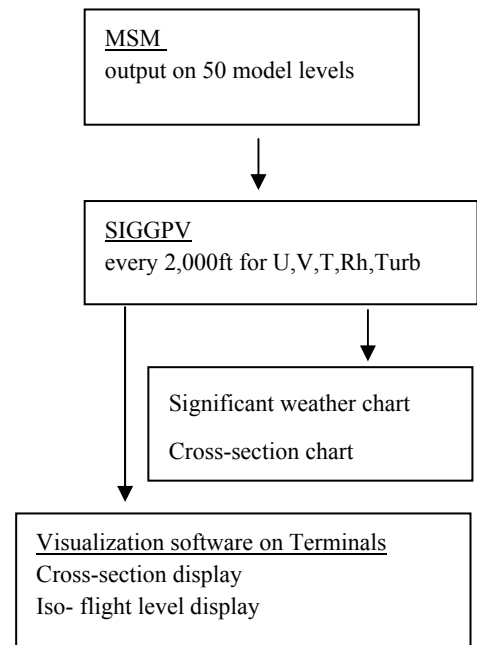 MSM
output on 50 model levels
SIGGPV
every 2,000ft for U,V,T,Rh,Turb
Significant weather chart
Cross-section chart
Visualization software on Terminals
Cross-section display
Iso- flight level display